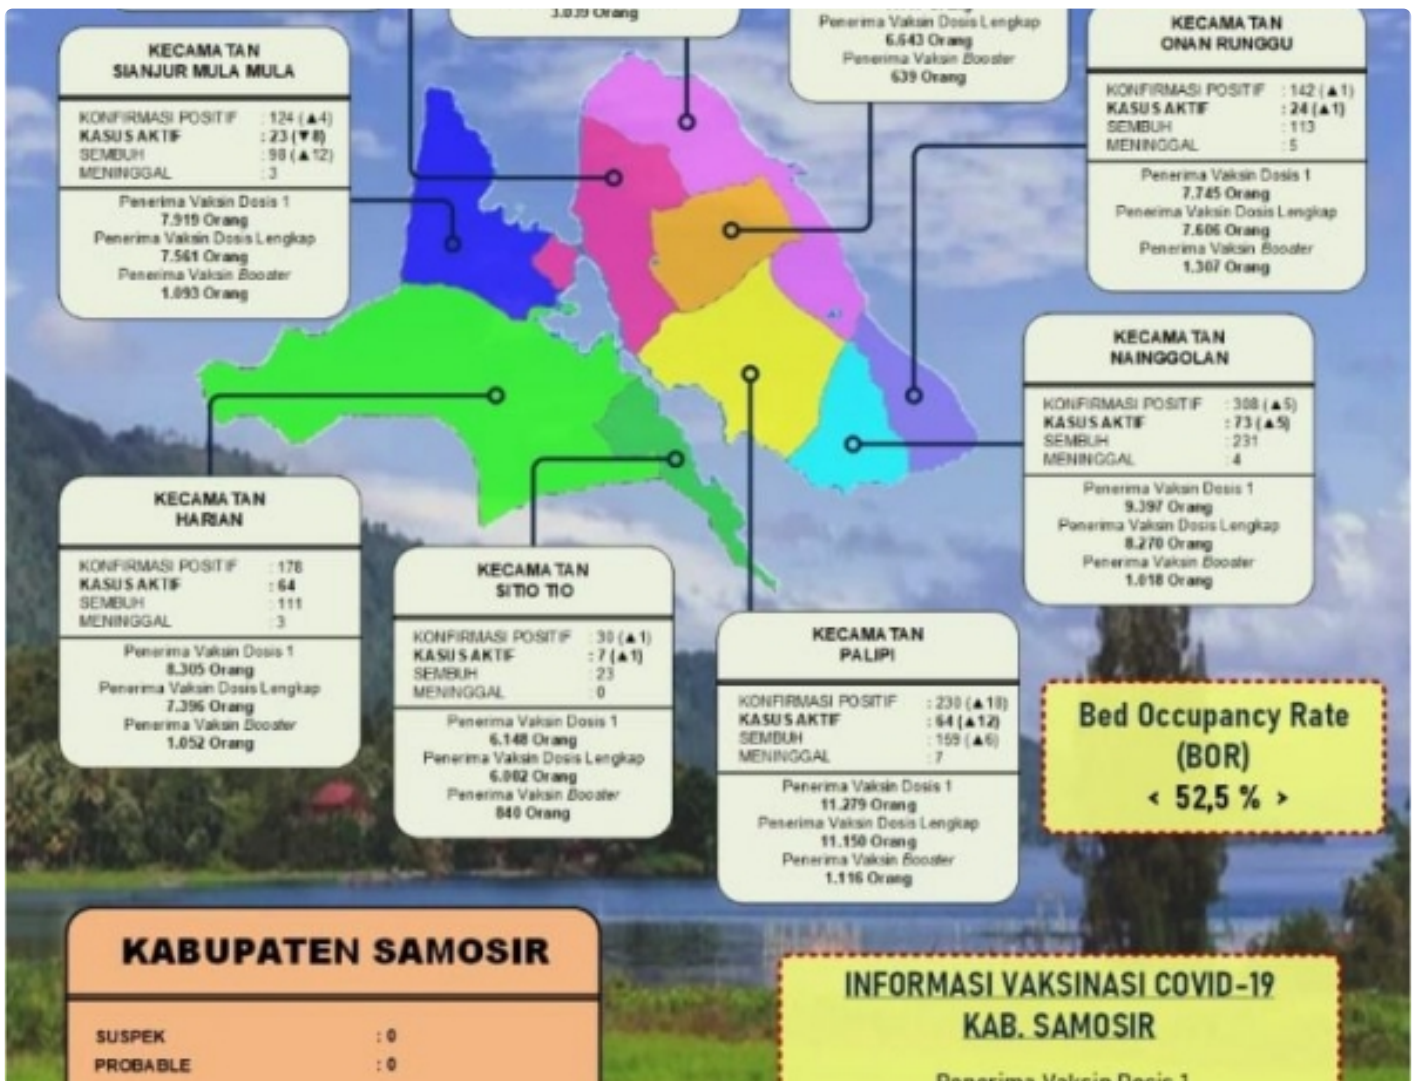 3.039 Orang
Penerima Vaksin Dosis Lengkap
6.643 Orang
Penerima Vaksin Booster
639 Orang
KECAMATAN
SIANJUR MULA MULA
KONFIRMASI POSITIF : 124 (▲4)
KASUS AKTIF : 23 (▼8)
SEMBUH : 98 (▲12)
MENINGGAL : 3
Penerima Vaksin Dosis 1
7.919 Orang
Penerima Vaksin Dosis Lengkap
7.561 Orang
Penerima Vaksin Booster
1.093 Orang
KECAMATAN
ONAN RUNGGU
KONFIRMASI POSITIF : 142 (▲1)
KASUS AKTIF : 24 (▲1)
SEMBUH : 113
MENINGGAL : 5
Penerima Vaksin Dosis 1
7.745 Orang
Penerima Vaksin Dosis Lengkap
7.606 Orang
Penerima Vaksin Booster
1.307 Orang
KECAMATAN
NAINGGOLAN
KONFIRMASI POSITIF : 308 (▲5)
KASUS AKTIF : 73 (▲5)
SEMBUH : 231
MENINGGAL : 4
Penerima Vaksin Dosis 1
9.397 Orang
Penerima Vaksin Dosis Lengkap
8.270 Orang
Penerima Vaksin Booster
1.018 Orang
KECAMATAN
HARIAN
KONFIRMASI POSITIF : 178
KASUS AKTIF : 64
SEMBUH : 111
MENINGGAL : 3
Penerima Vaksin Dosis 1
8.305 Orang
Penerima Vaksin Dosis Lengkap
7.396 Orang
Penerima Vaksin Booster
1.052 Orang
KECAMATAN
SITIO TIO
KONFIRMASI POSITIF : 30 (▲1)
KASUS AKTIF : 7 (▲1)
SEMBUH : 23
MENINGGAL : 0
Penerima Vaksin Dosis 1
6.148 Orang
Penerima Vaksin Dosis Lengkap
6.002 Orang
Penerima Vaksin Booster
840 Orang
KECAMATAN
PALIPI
KONFIRMASI POSITIF : 230 (▲18)
KASUS AKTIF : 64 (▲12)
SEMBUH : 159 (▲6)
MENINGGAL : 7
Penerima Vaksin Dosis 1
11.279 Orang
Penerima Vaksin Dosis Lengkap
11.150 Orang
Penerima Vaksin Booster
1.116 Orang
Bed Occupancy Rate
(BOR)
< 52,5 % >
KABUPATEN SAMOSIR
SUSPEK : 0
PROBABLE : 0
INFORMASI VAKSINASI COVID-19
KAB. SAMOSIR
Penerima Vaksin Dosis 1